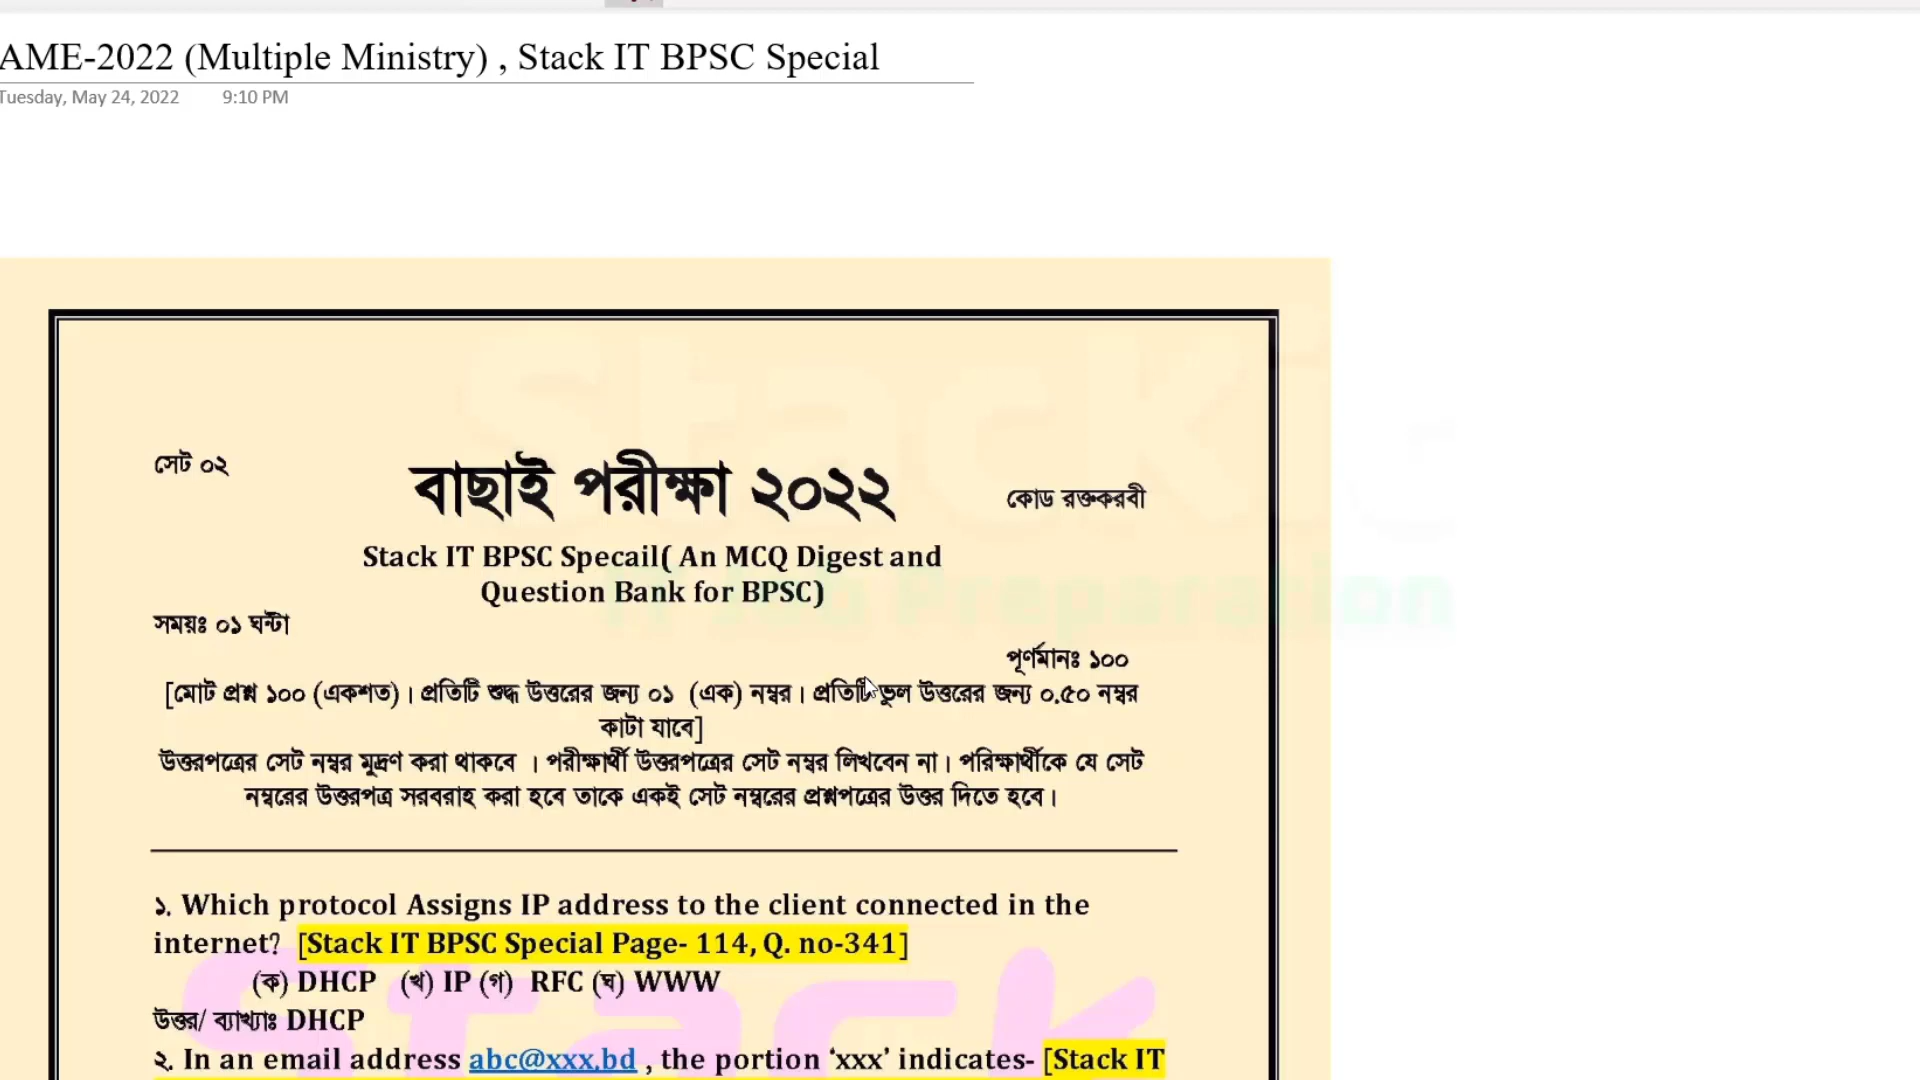 AME-2022 (Multiple Ministry) , Stack IT BPSC Special
Tuesday, May 24, 2022 9:10 PM
সেট ০২
বাছাই পরীক্ষা ২০২২
কোড রক্তকরবী
Stack IT BPSC Specail( An MCQ Digest and
Question Bank for BPSC)
সময়ঃ ০১ ঘন্টা
পূর্ণমানঃ ১০০
[মোট প্রশ্ন ১০০ (একশত)। প্রতিটি শুদ্ধ উত্তরের জন্য ০১ (এক) নম্বর। প্রতিটি ভুল উত্তরের জন্য ০.৫০ নম্বর
কাটা যাবে]
উত্তরপত্রের সেট নম্বর মুদ্রণ করা থাকবে । পরীক্ষার্থী উত্তরপত্রের সেট নম্বর লিখবেন না। পরিক্ষার্থীকে যে সেট
নম্বরের উত্তরপত্র সরবরাহ করা হবে তাকে একই সেট নম্বরের প্রশ্নপত্রের উত্তর দিতে হবে।
১. Which protocol Assigns IP address to the client connected in the
internet? [Stack IT BPSC Special Page- 114, Q. no-341]
(ক) DHCP (খ) IP (গ) RFC (ঘ) WWW
উত্তর/ ব্যাখ্যাঃ DHCP
২. In an email address abc@xxx.bd , the portion ‘xxx’ indicates- [Stack IT
Stack
IT Job Preparation